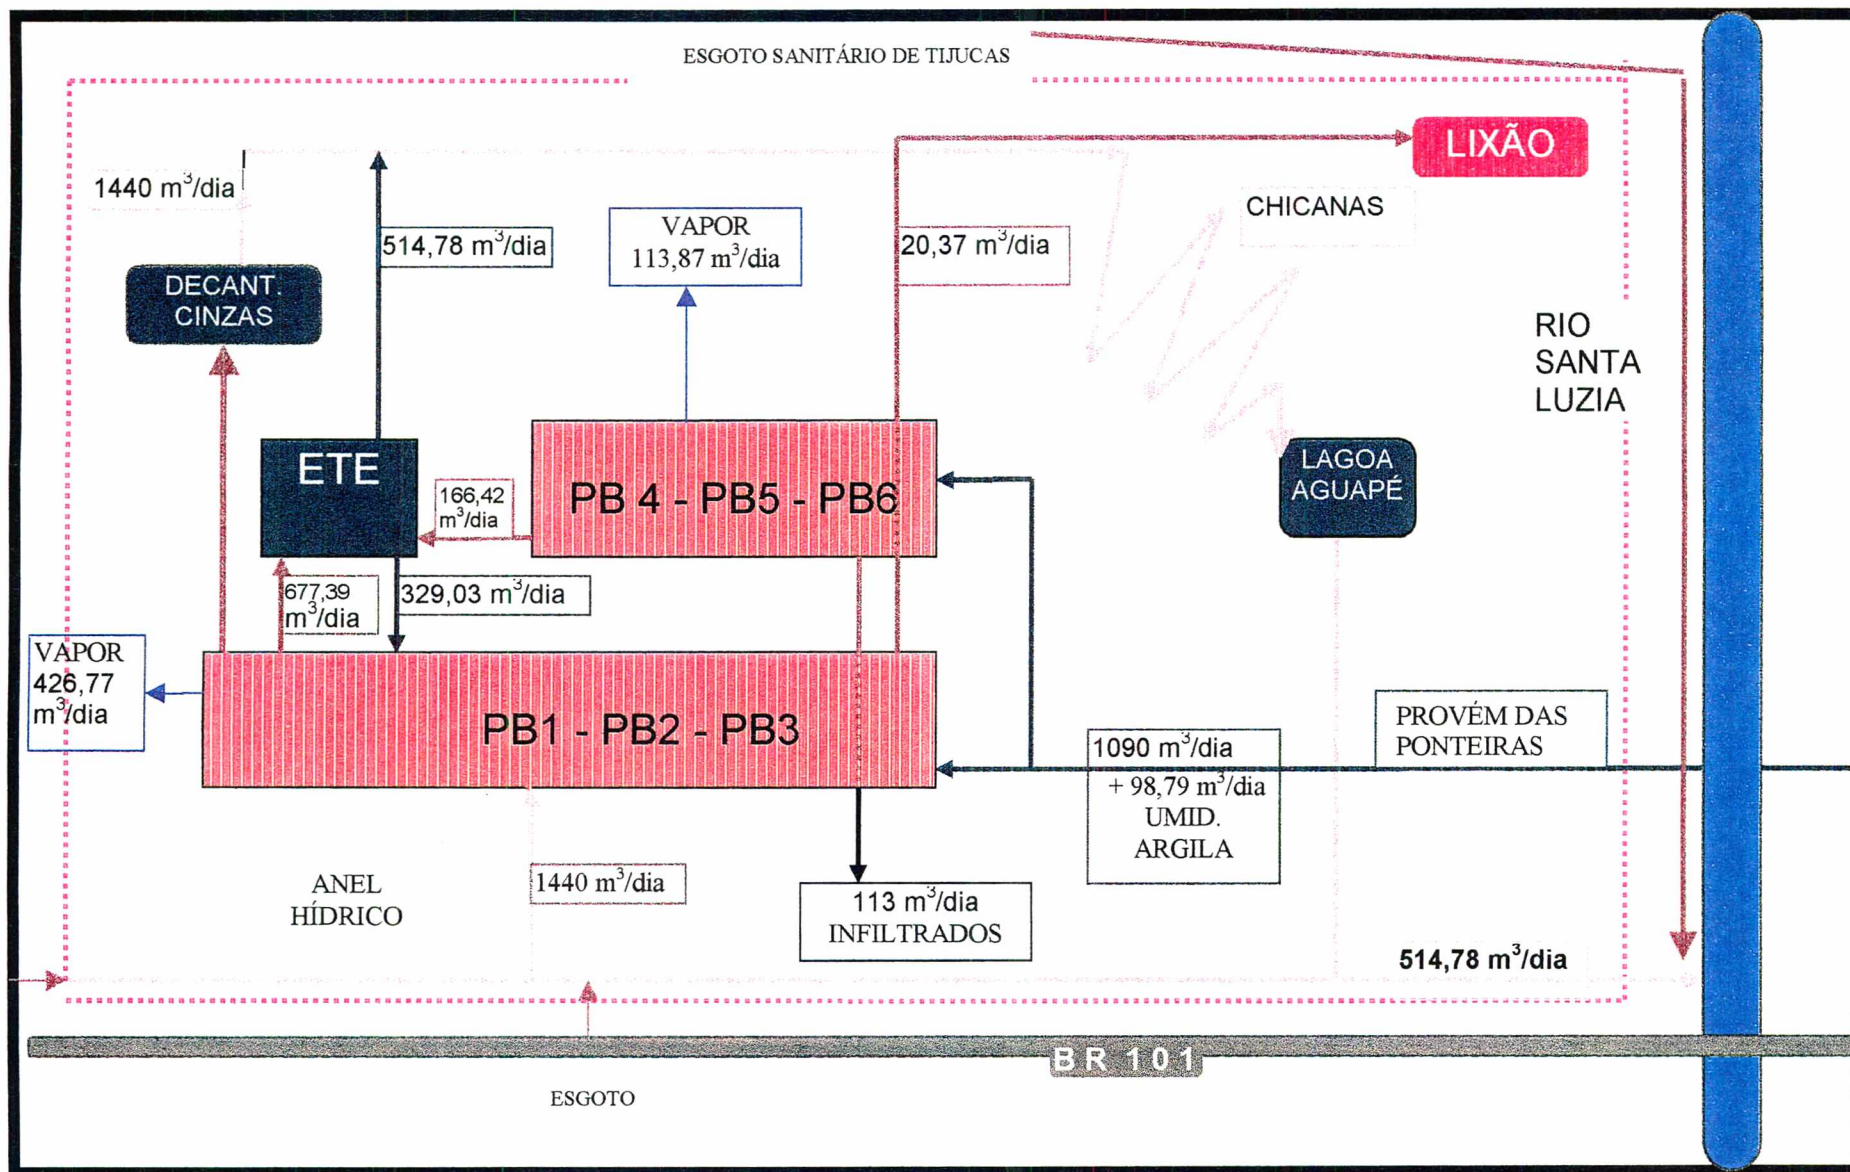 ESGOTO SANITÁRIO DE TIJUCAS
LIXÃO
1440 m³/dia
CHICANAS
514,78 m³/dia
VAPOR
113,87 m³/dia
20,37 m³/dia
DECANT.
CINZAS
RIO
SANTA
LUZIA
ETE
166,42
m³/dia
PB 4 - PB5 - PB6
LAGOA
AGUAPÉ
677,39
m³/dia
329,03 m³/dia
VAPOR
426,77
m³/dia
PB1 - PB2 - PB3
1090 m³/dia
+ 98,79 m³/dia
UMID.
ARGILA
PROVÉM DAS
PONTEIRAS
ANEL
HÍDRICO
1440 m³/dia
113 m³/dia
INFILTRADOS
514,78 m³/dia
BR 101
ESGOTO